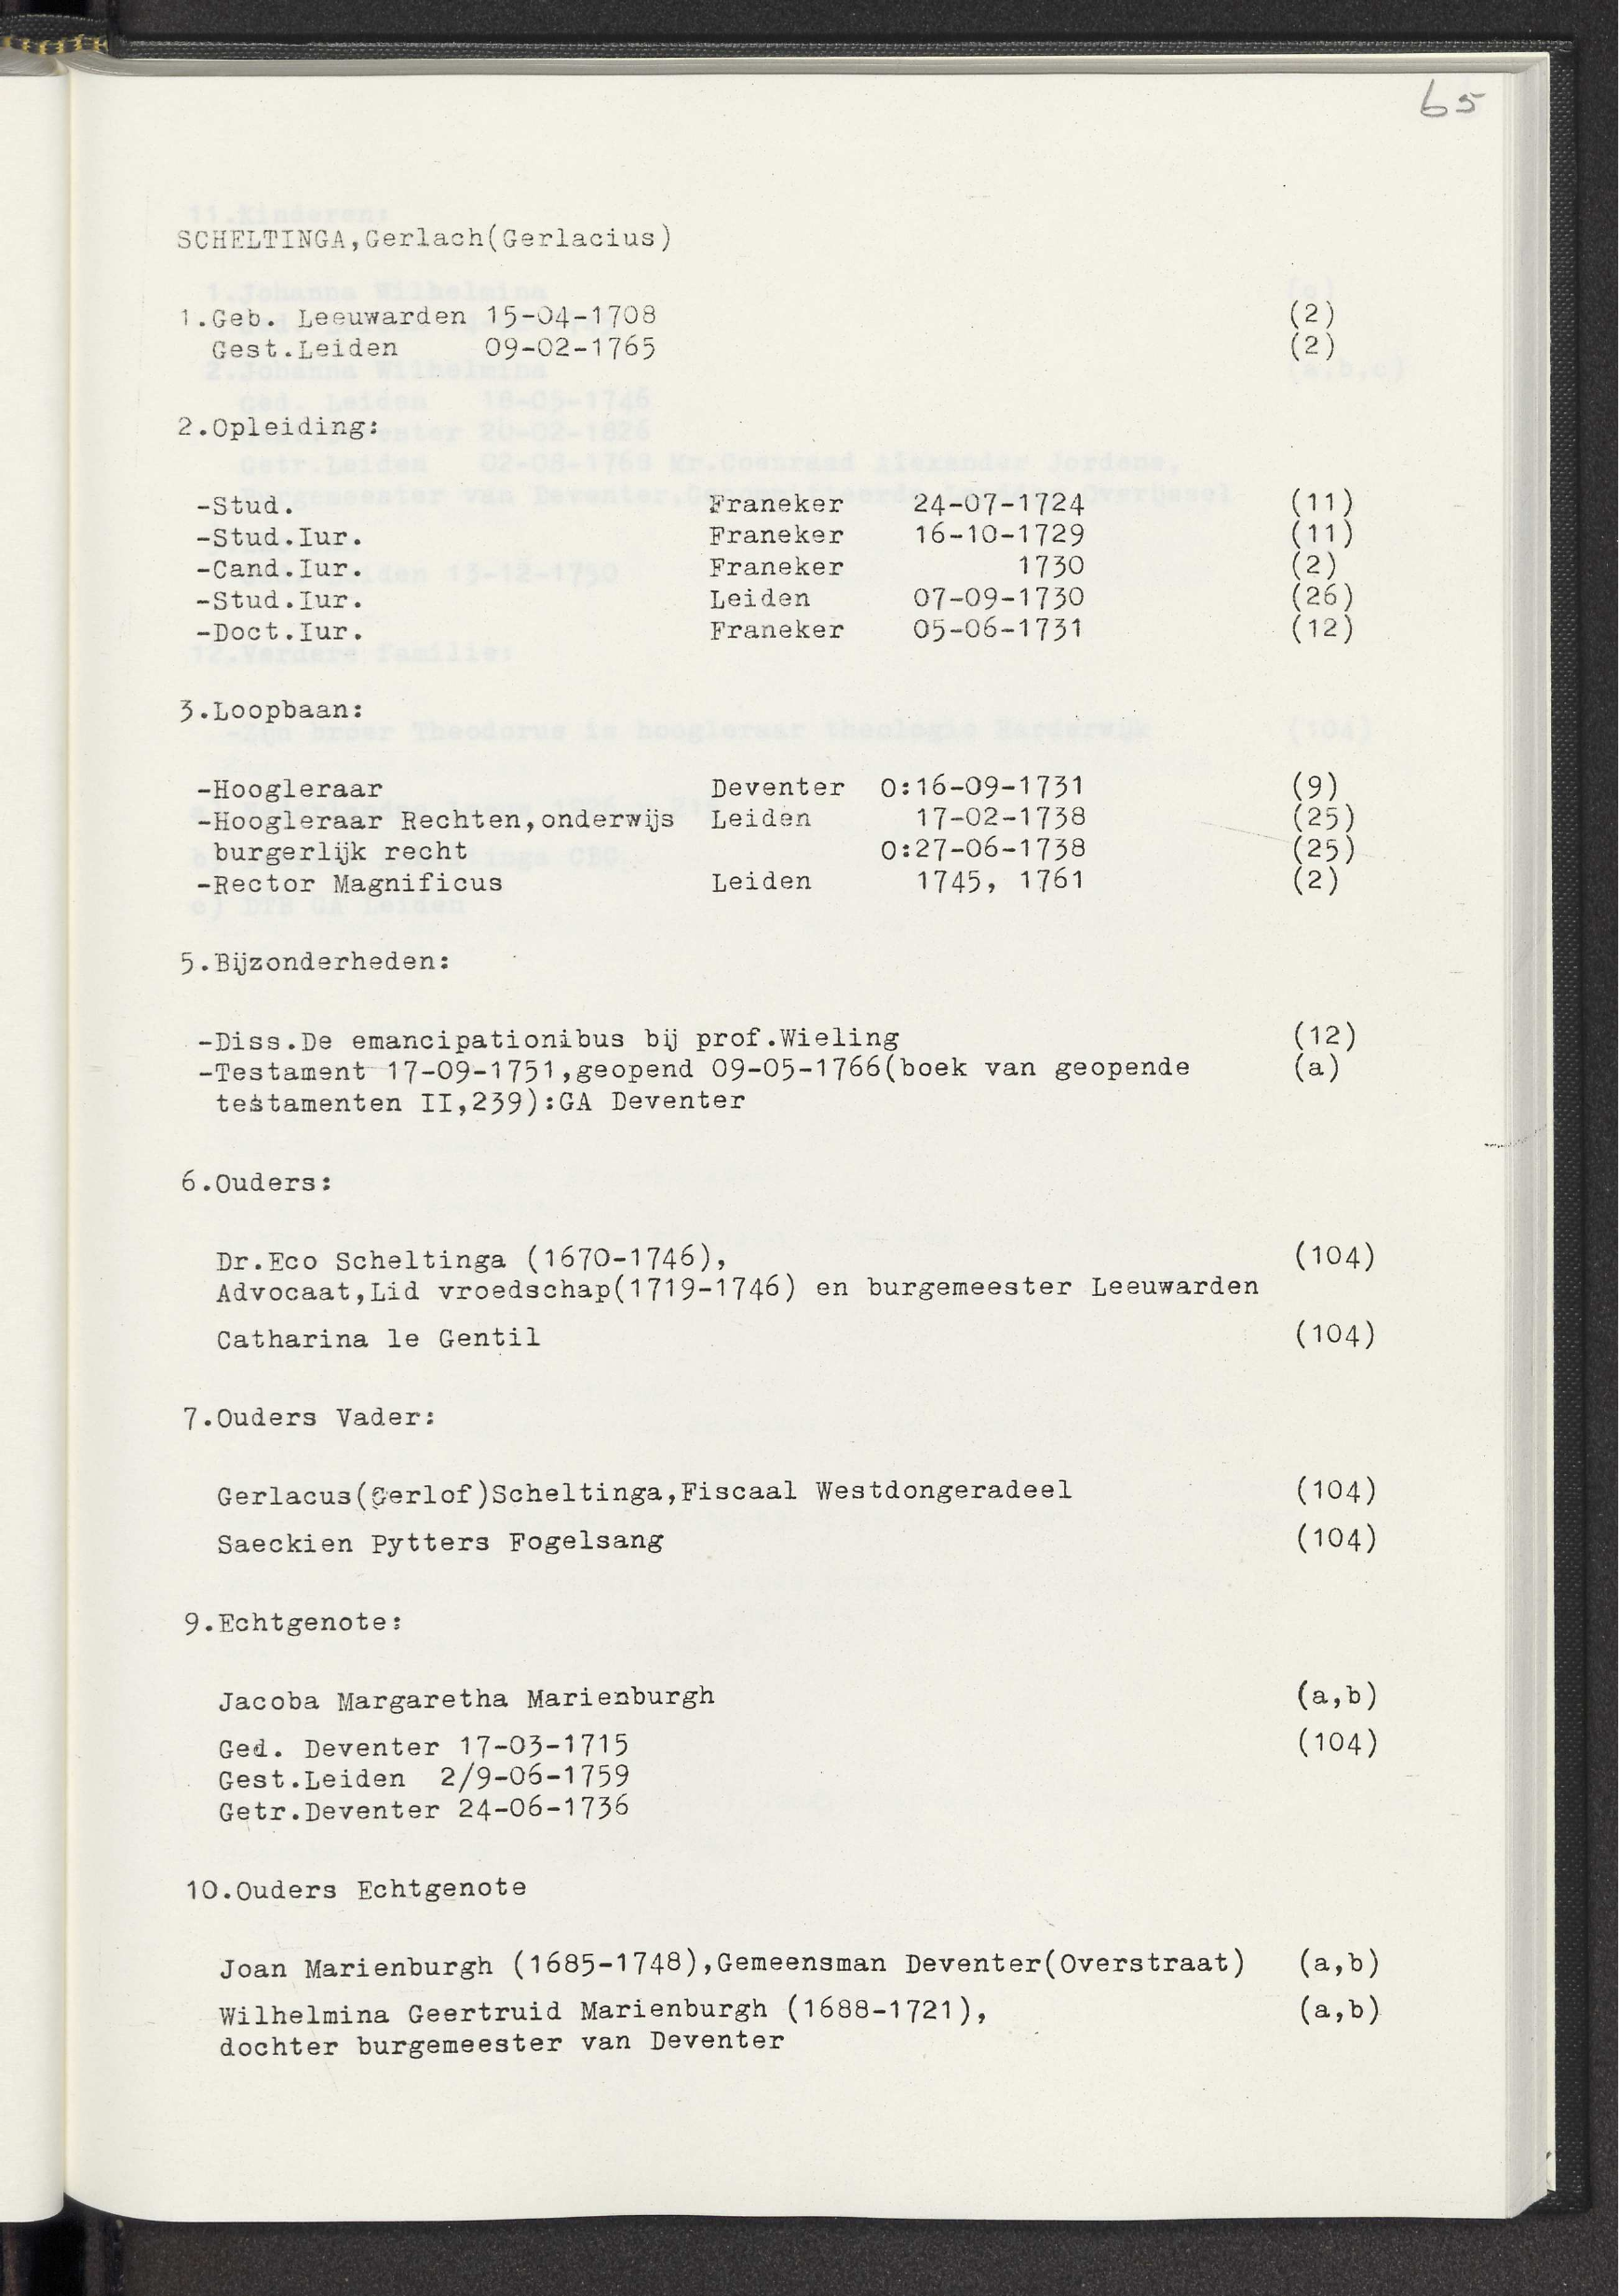 65
SCHELTINGA,Gerlach(Gerlacius)
1.Geb. Leeuwarden 15-04-1708 (2)
Gest.Leiden 09-02-1765 (2)
2.Opleiding:
-Stud. Franeker 24-07-1724 (11)
-Stud.Iur. Franeker 16-10-1729 (11)
-Cand.Iur. Franeker 1730 (2)
-Stud.Iur. Leiden 07-09-1730 (26)
-Doct.Iur. Franeker 05-06-1731 (12)
3.Loopbaan:
-Hoogleraar Deventer O:16-09-1731 (9)
-Hoogleraar Rechten,onderwijs Leiden 17-02-1738 (25)
burgerlijk recht O:27-06-1738 (25)
-Rector Magnificus Leiden 1745, 1761 (2)
5.Bijzonderheden:
-Diss.De emancipationibus bij prof.Wieling (12)
-Testament 17-09-1751,geopend 09-05-1766(boek van geopende (a)
testamenten II,239):GA Deventer
6.Ouders:
Dr.Eco Scheltinga (1670-1746), (104)
Advocaat,Lid vroedschap(1719-1746) en burgemeester Leeuwarden
Catharina le Gentil (104)
7.Ouders Vader:
Gerlacus(Gerlof)Scheltinga,Fiscaal Westdongeradeel (104)
Saeckien Pytters Fogelsang (104)
9.Echtgenote:
Jacoba Margaretha Marienburgh (a,b)
Ged. Deventer 17-03-1715 (104)
Gest.Leiden 2/9-06-1759
Getr.Deventer 24-06-1736
10.Ouders Echtgenote
Joan Marienburgh (1685-1748),Gemeensman Deventer(Overstraat) (a,b)
Wilhelmina Geertruid Marienburgh (1688-1721), (a,b)
dochter burgemeester van Deventer